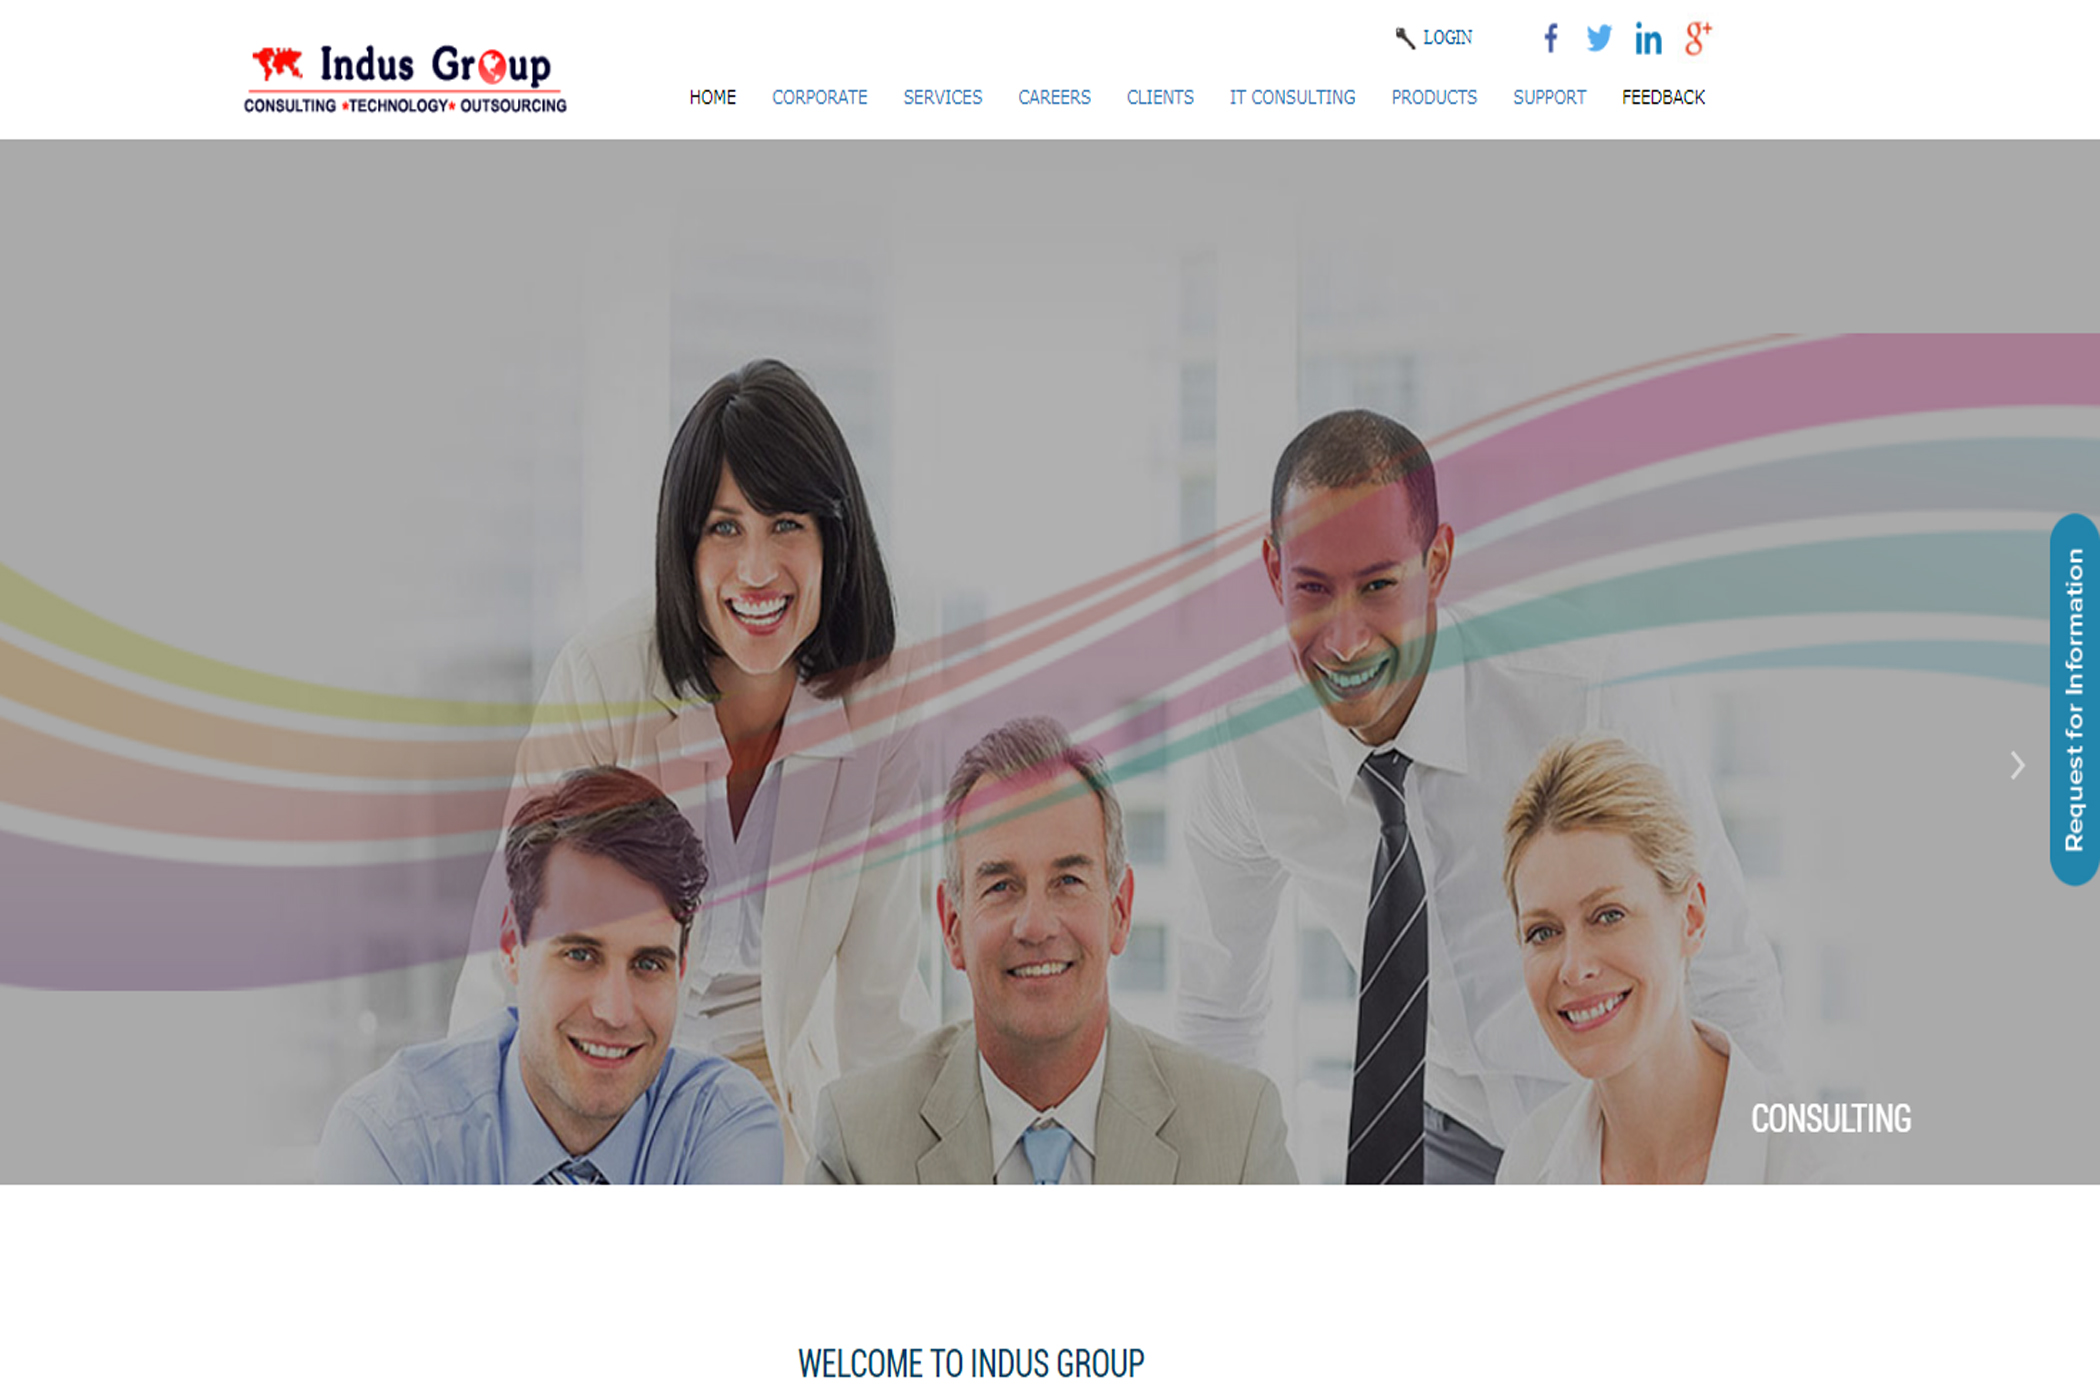 LOGIN
Indus Group
CONSULTING *TECHNOLOGY* OUTSOURCING
HOME CORPORATE SERVICES CAREERS CLIENTS IT CONSULTING PRODUCTS SUPPORT FEEDBACK
Request for Information
CONSULTING
WELCOME TO INDUS GROUP